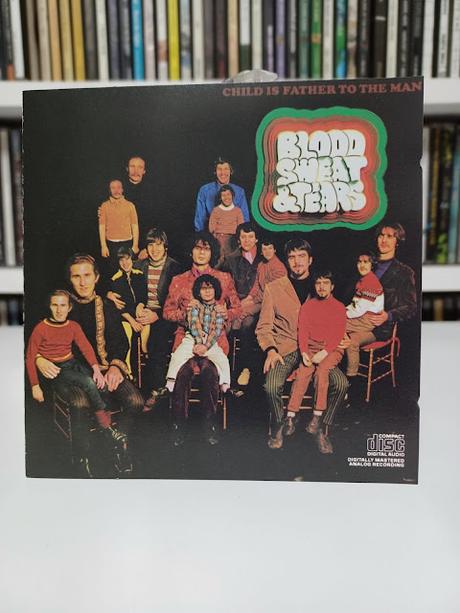 CHILD IS FATHER TO THE MAN
BLOOD
SWEAT
& TEARS
COMPACT
disc
DIGITAL AUDIO
DIGITALLY MASTERED
ANALOG RECORDING